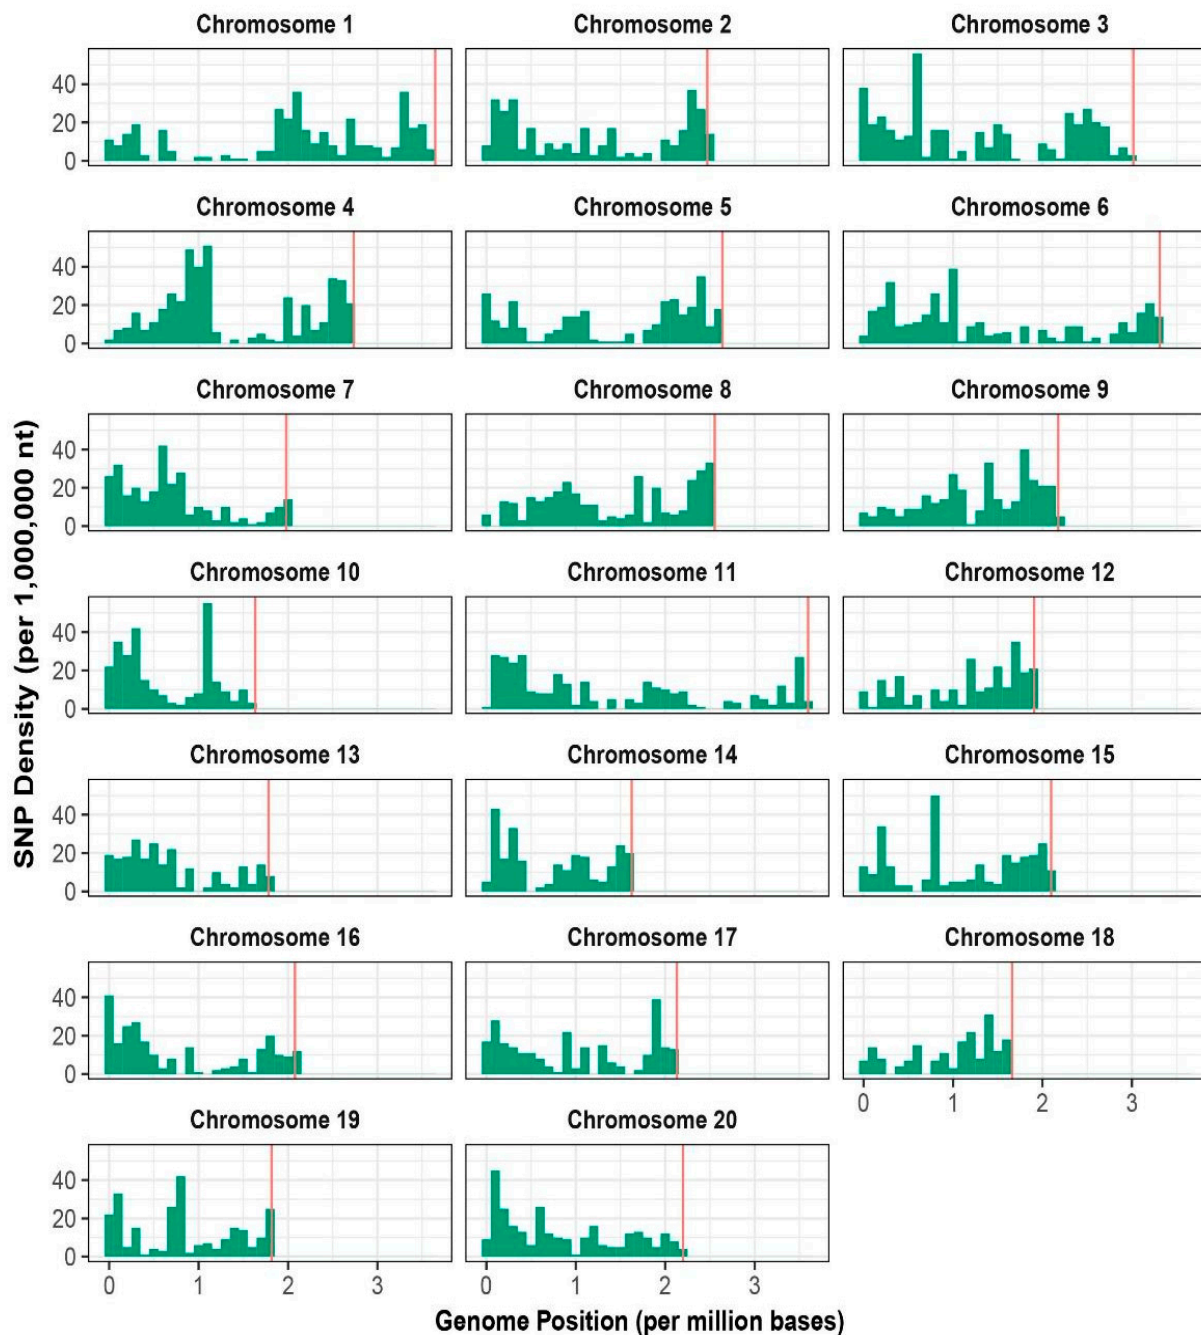 Chromosome 1 Chromosome 2 Chromosome 3
40
20
0
Chromosome 4 Chromosome 5 Chromosome 6
40
20
0
Chromosome 7 Chromosome 8 Chromosome 9
40
20
0
Chromosome 10 Chromosome 11 Chromosome 12
40
20
0
Chromosome 13 Chromosome 14 Chromosome 15
40
20
0
Chromosome 16 Chromosome 17 Chromosome 18
40
20
0
0 1 2 3
Chromosome 19 Chromosome 20
40
20
0
0 1 2 3 0 1 2 3
SNP Density (per 1,000,000 nt)
Genome Position (per million bases)